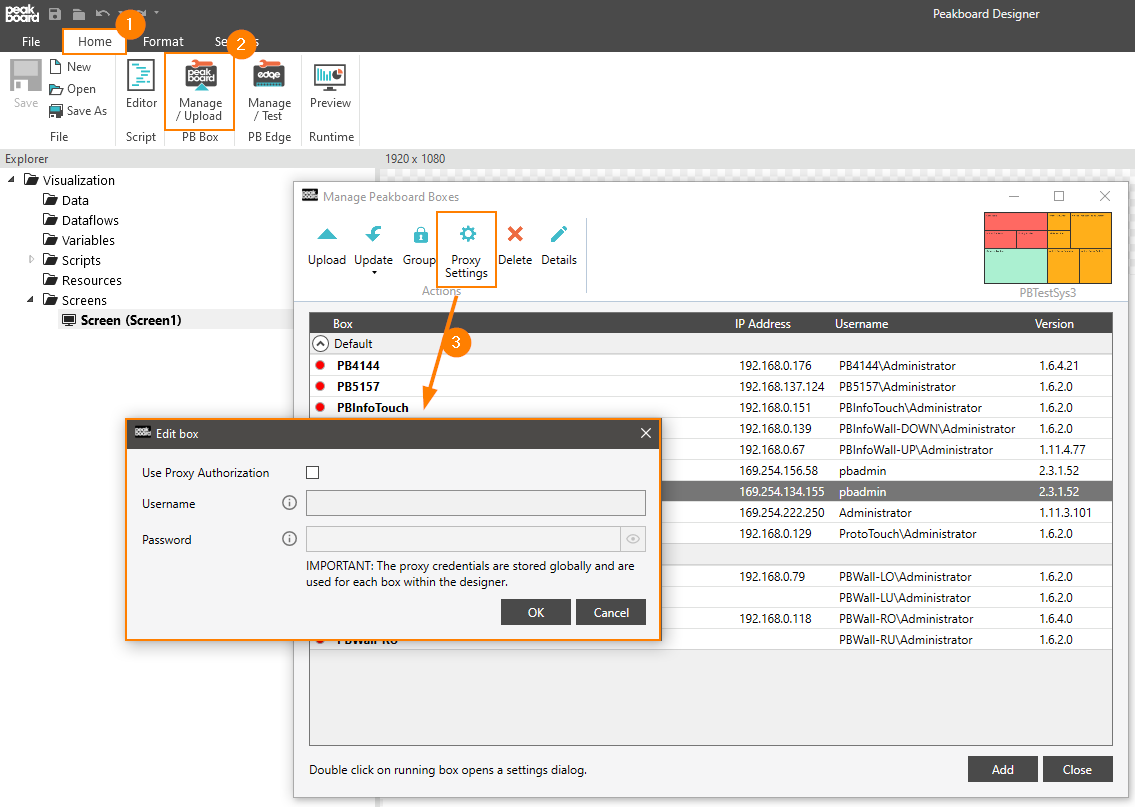 peak
board
Peakboard Designer
1
File
Home
Format
Se s
2
Save
New
Open
Save As
File
Editor
Script
peak
board
Manage
/ Upload
PB Box
edge
Manage
/ Test
PB Edge
Preview
Runtime
Explorer
1920 x 1080
Visualization
Data
Dataflows
Variables
Scripts
Resources
Screens
Screen (Screen1)
peak
board
Manage Peakboard Boxes
Upload
Update
Group
Proxy
Settings
Delete
Details
Actions
PBTestSys3
3
Box IP Address Username Version
Default
PB4144 192.168.0.176 PB4144\Administrator 1.6.4.21
PB5157 192.168.137.124 PB5157\Administrator 1.6.2.0
PBInfoTouch 192.168.0.151 PBInfoTouch\Administrator 1.6.2.0
192.168.0.139 PBInfoWall-DOWN\Administrator 1.6.2.0
192.168.0.67 PBInfoWall-UP\Administrator 1.11.4.77
169.254.156.58 pbadmin 2.3.1.52
169.254.134.155 pbadmin 2.3.1.52
169.254.222.250 Administrator 1.11.3.101
192.168.0.129 ProtoTouch\Administrator 1.6.2.0
192.168.0.79 PBWall-LO\Administrator 1.6.2.0
PBWall-LU\Administrator 1.6.2.0
192.168.0.118 PBWall-RO\Administrator 1.6.4.0
PBWall-RU\Administrator 1.6.2.0
peak
board
Edit box
Use Proxy Authorization
Username
Password
IMPORTANT: The proxy credentials are stored globally and are
used for each box within the designer.
OK
Cancel
Double click on running box opens a settings dialog.
Add
Close